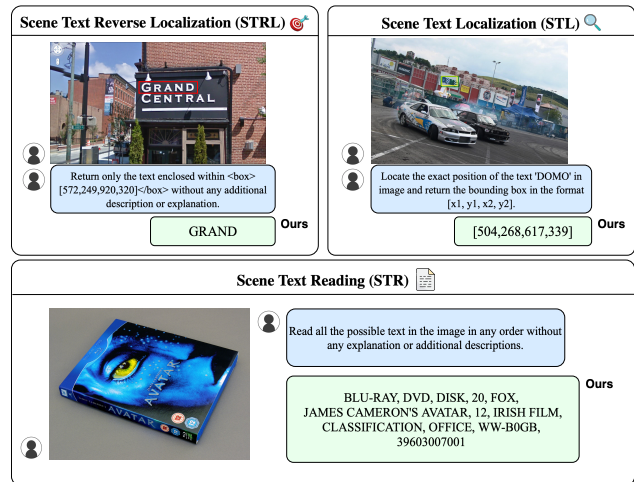 Scene Text Reverse Localization (STRL)
GRAND
CENTRAL
Return only the text enclosed within <box>
[572,249,920,320]</box> without any additional
description or explanation.
GRAND
Ours
Scene Text Localization (STL)
Locate the exact position of the text 'DOMO' in
image and return the bounding box in the format
[x1, y1, x2, y2].
[504,268,617,339]
Ours
Scene Text Reading (STR)
AVATAR
AVATAR
Read all the possible text in the image in any order without
any explanation or additional descriptions.
Ours
BLU-RAY, DVD, DISK, 20, FOX,
JAMES CAMERON'S AVATAR, 12, IRISH FILM,
CLASSIFICATION, OFFICE, WW-B0GB,
39603007001